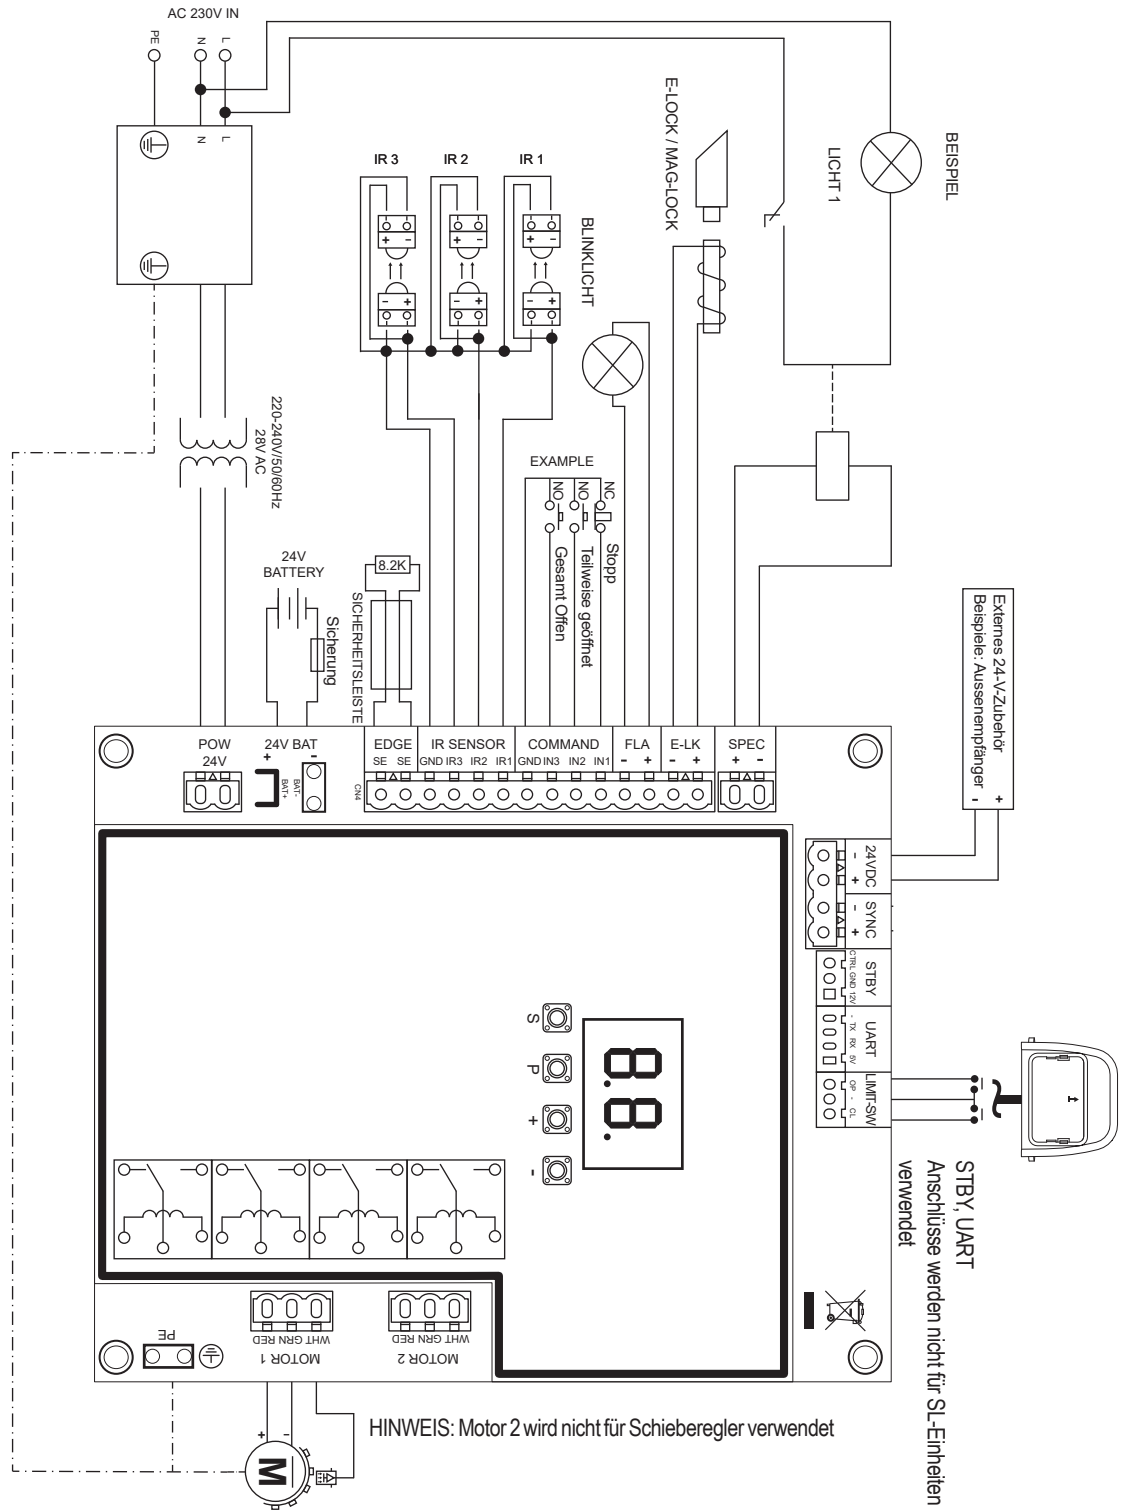 AC 230V IN
PE
N
L
N
L
BEISPIEL
LICHT 1
E-LOCK / MAG-LOCK
IR 3
IR 2
IR 1
+ -
+ -
+ -
- +
- +
- +
BLINKLICHT
220-240V/50/60Hz
28V AC
EXAMPLE
NO
NO
NC
Stopp
Teilweise geöffnet
Gesamt Offen
24V
BATTERY
Sicherung
8.2K
SICHERHEITSLEISTE
Externes 24-V-Zubehör
Beispiele: Aussenempfänger
- +
POW
24V
24V BAT
+ -
BAT+
BAT-
EDGE
SE SE
IR SENSOR
GND IR3 IR2 IR1
COMMAND
GND IN3 IN2 IN1
FLA
- +
E-LK
- +
SPEC
+ -
CN4
24VDC
- +
SYNC
- +
STBY
CTRL GND 12V
UART
- TX RX 5V
LIMIT-SW
OP - CL
STBY, UART
Anschlüsse werden nicht für SL-Einheiten
verwendet
8.8.
S
P
+
-
PE
WHT GRN RED
MOTOR 1
WHT GRN RED
MOTOR 2
HINWEIS: Motor 2 wird nicht für Schieberegler verwendet
+ -
M